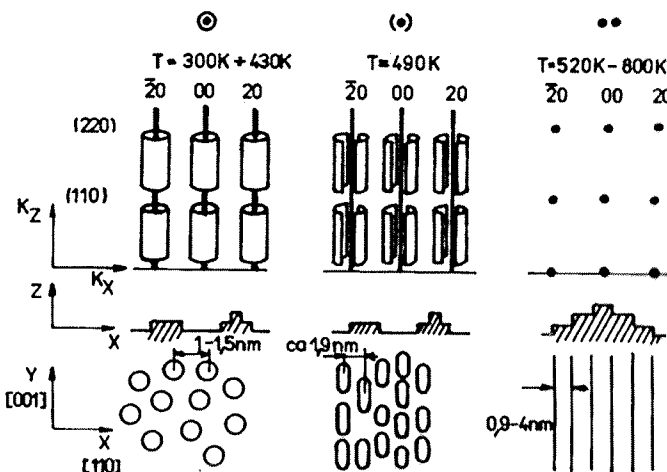 T = 300K + 430K
T = 490K
T=520K - 800K
2̅0 00 20
2̅0 00 20
2̅0 00 20
(220)
(110)
K_Z
K_X
Z
X
1-1,5nm
ca 1,9nm
0,9-4nm
Y
[001]
X
[110]